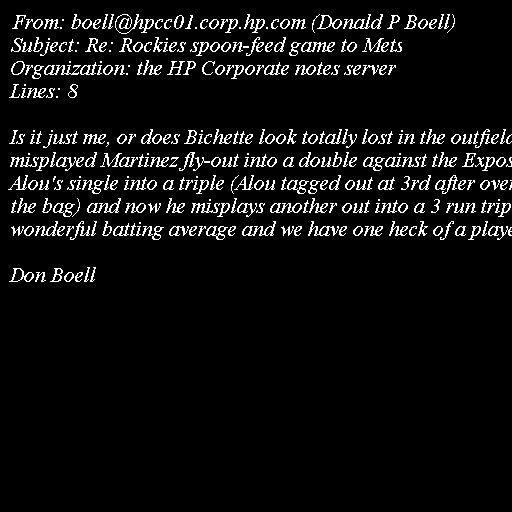 From: boell@hpcc01.corp.hp.com (Donald P Boell)
Subject: Re: Rockies spoon-feed game to Mets
Organization: the HP Corporate notes server
Lines: 8

Is it just me, or does Bichette look totally lost in the
misplayed Martinez fly-out into a double against the Expos
Alou's single into a triple (Alou tagged out at 3rd after
the bag) and now he misplays another out into a 3 run
wonderful batting average and we have one heck of a

Don Boell